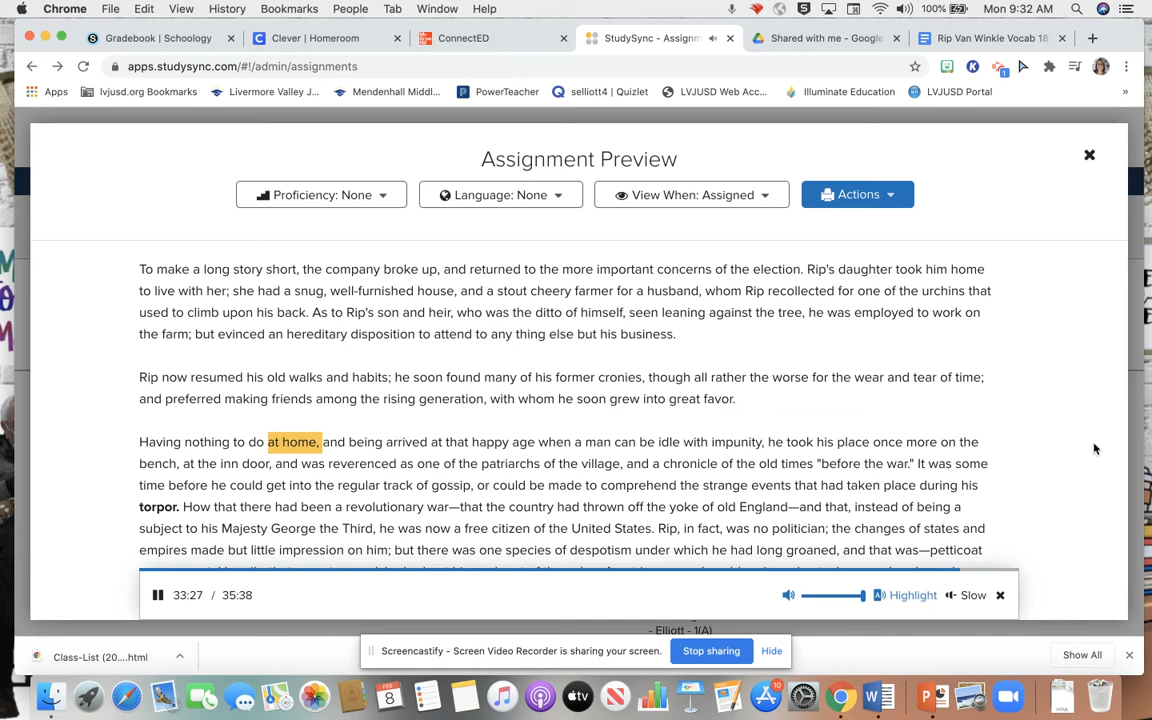 Chrome File Edit View History Bookmarks People Tab Window Help 100% Mon 9:32 AM
Gradebook | Schoology Clever | Homeroom ConnectED StudySync - Assignm Shared with me - Google Rip Van Winkle Vocab 18
apps.studysync.com/#!/admin/assignments
Apps lvjusd.org Bookmarks Livermore Valley J... Mendenhall Middl... PowerTeacher selliott4 | Quizlet LVJUSD Web Acc... Illuminate Education LVJUSD Portal »
Assignment Preview
Proficiency: None Language: None View When: Assigned Actions
To make a long story short, the company broke up, and returned to the more important concerns of the election. Rip's daughter took him home
to live with her; she had a snug, well-furnished house, and a stout cheery farmer for a husband, whom Rip recollected for one of the urchins that
used to climb upon his back. As to Rip's son and heir, who was the ditto of himself, seen leaning against the tree, he was employed to work on
the farm; but evinced an hereditary disposition to attend to any thing else but his business.
Rip now resumed his old walks and habits; he soon found many of his former cronies, though all rather the worse for the wear and tear of time;
and preferred making friends among the rising generation, with whom he soon grew into great favor.
Having nothing to do at home, and being arrived at that happy age when a man can be idle with impunity, he took his place once more on the
bench, at the inn door, and was reverenced as one of the patriarchs of the village, and a chronicle of the old times "before the war." It was some
time before he could get into the regular track of gossip, or could be made to comprehend the strange events that had taken place during his
torpor. How that there had been a revolutionary war—that the country had thrown off the yoke of old England—and that, instead of being a
subject to his Majesty George the Third, he was now a free citizen of the United States. Rip, in fact, was no politician; the changes of states and
empires made but little impression on him; but there was one species of despotism under which he had long groaned, and that was—petticoat
33:27 / 35:38 Highlight Slow
- Elliott - 1(A)
Screencastify - Screen Video Recorder is sharing your screen. Stop sharing Hide
Class-List (20....html Show All
FEB
8
10